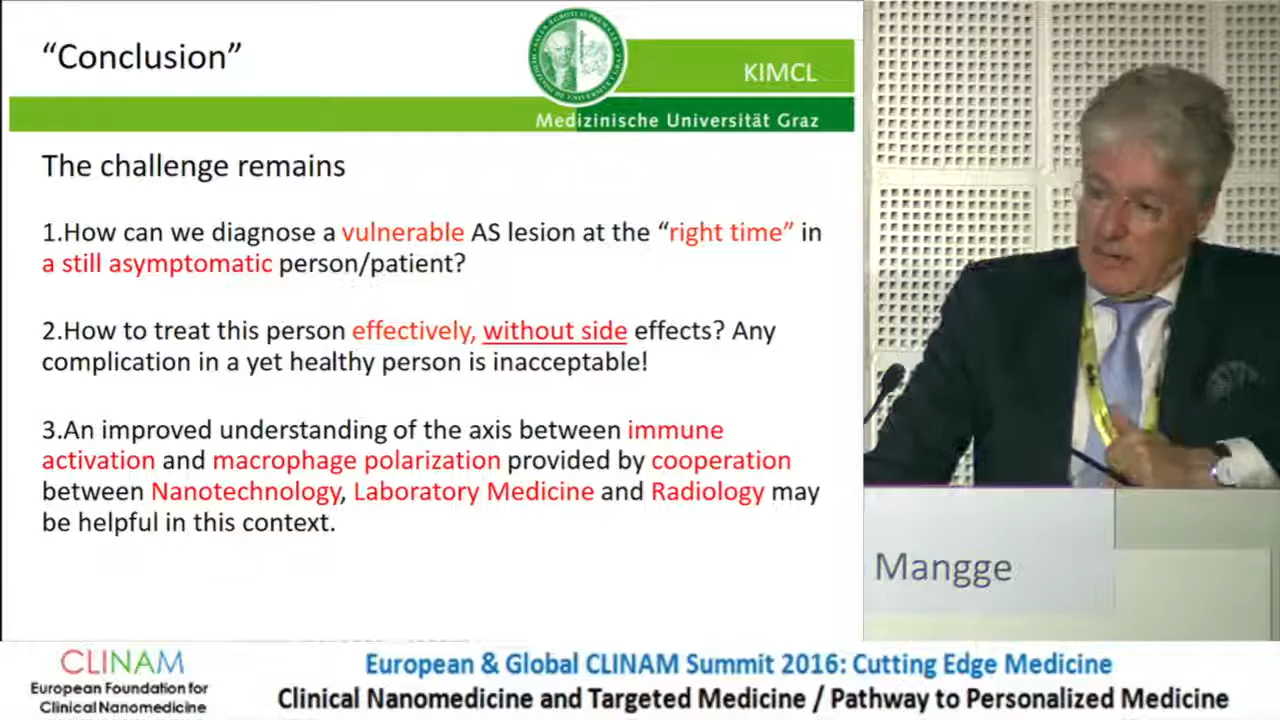 “Conclusion”
KIMCL
Medizinische Universität Graz
The challenge remains
1.How can we diagnose a vulnerable AS lesion at the “right time” in
a still asymptomatic person/patient?
2.How to treat this person effectively, without side effects? Any
complication in a yet healthy person is inacceptable!
3.An improved understanding of the axis between immune
activation and macrophage polarization provided by cooperation
between Nanotechnology, Laboratory Medicine and Radiology may
be helpful in this context.
Mangge
CLINAM
European Foundation for
Clinical Nanomedicine
European & Global CLINAM Summit 2016: Cutting Edge Medicine
Clinical Nanomedicine and Targeted Medicine / Pathway to Personalized Medicine